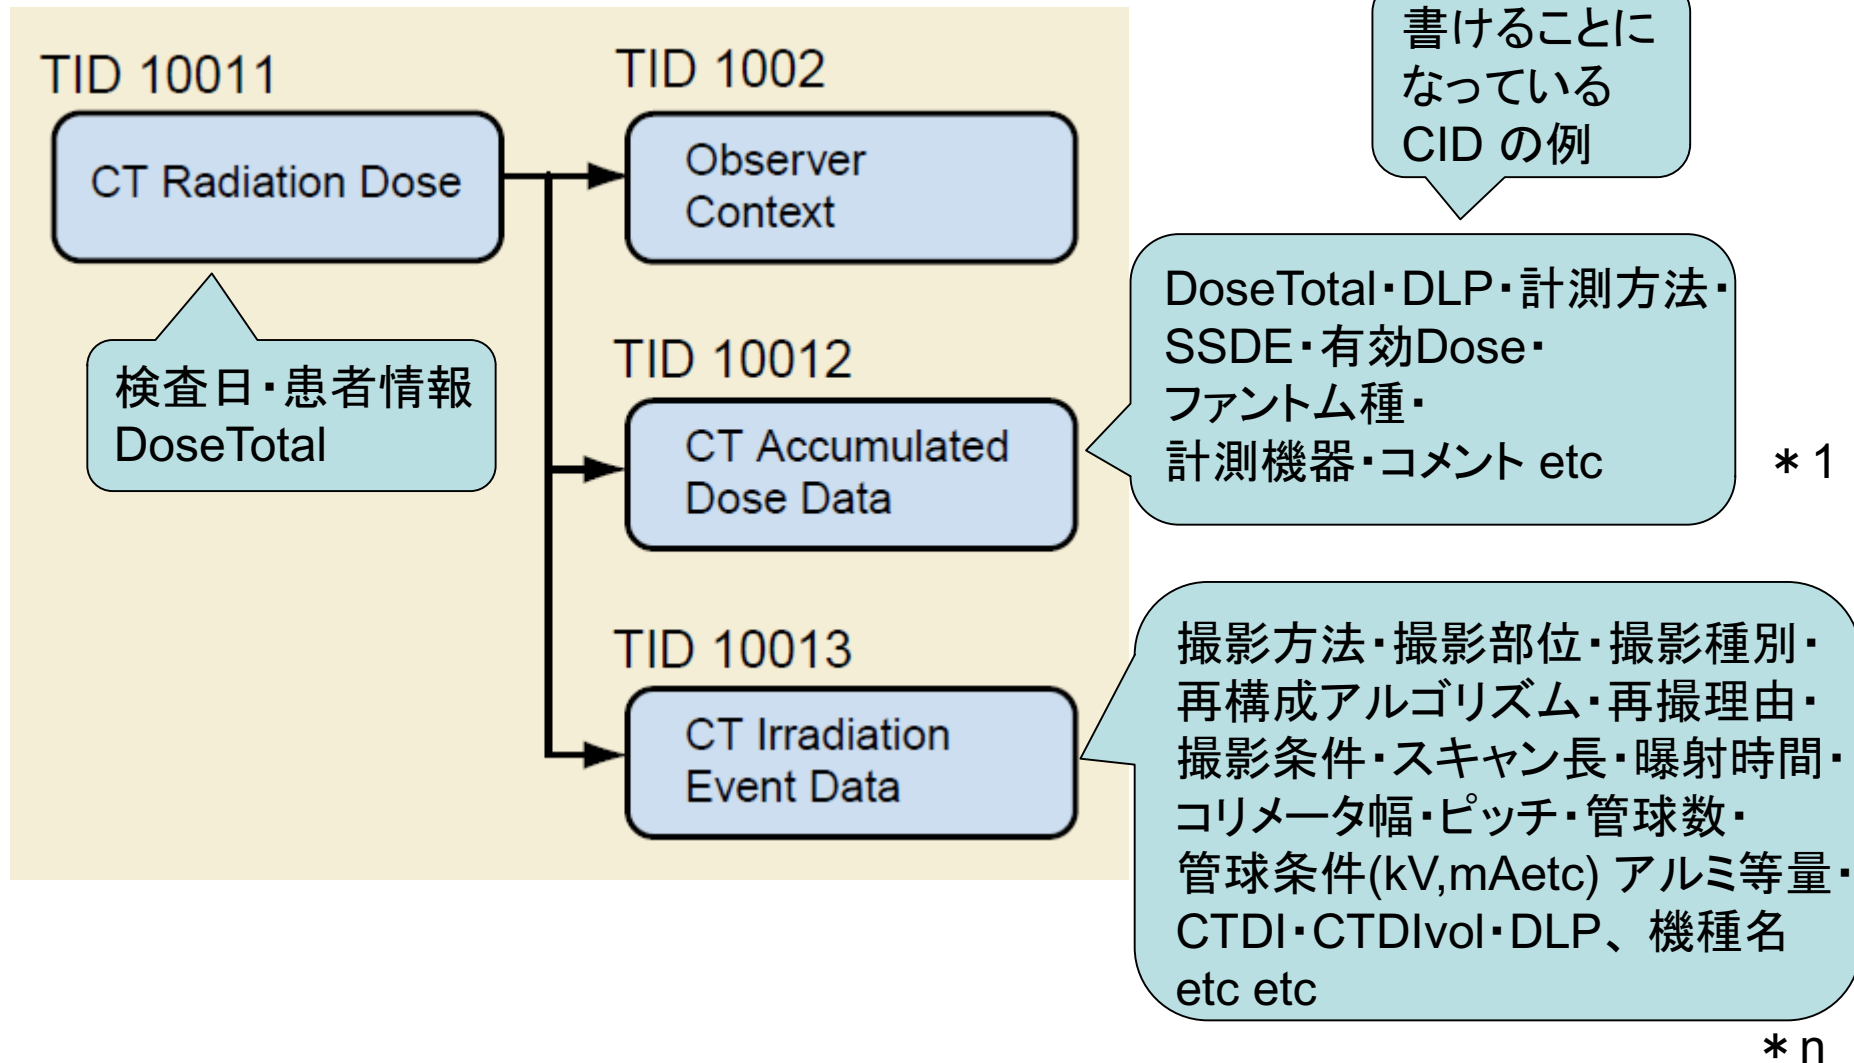 書けることに
なっている
CID の例
TID 10011
CT Radiation Dose
検査日・患者情報
DoseTotal
TID 1002
Observer
Context
TID 10012
CT Accumulated
Dose Data
DoseTotal・DLP・計測方法・
SSDE・有効Dose・
ファントム種・
計測機器・コメント etc
＊1
TID 10013
CT Irradiation
Event Data
撮影方法・撮影部位・撮影種別・
再構成アルゴリズム・再撮理由・
撮影条件・スキャン長・曝射時間・
コリメータ幅・ピッチ・管球数・
管球条件(kV,mAetc) アルミ等量・
CTDI・CTDIvol・DLP、機種名
etc etc
＊n